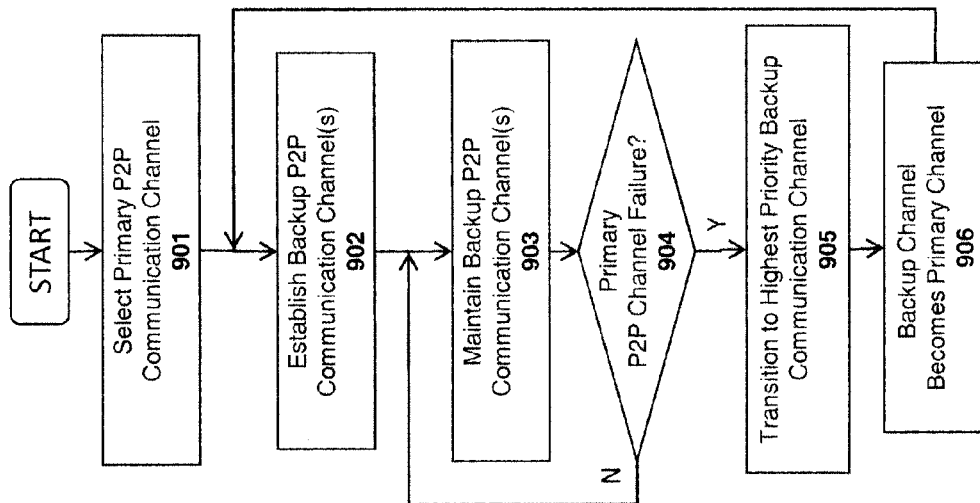 START
Select Primary P2P
Communication Channel
901
Establish Backup P2P
Communication Channel(s)
902
Maintain Backup P2P
Communication Channel(s)
903
Primary
P2P Channel Failure?
904
N
Y
Transition to Highest Priority Backup
Communication Channel
905
Backup Channel
Becomes Primary Channel
906